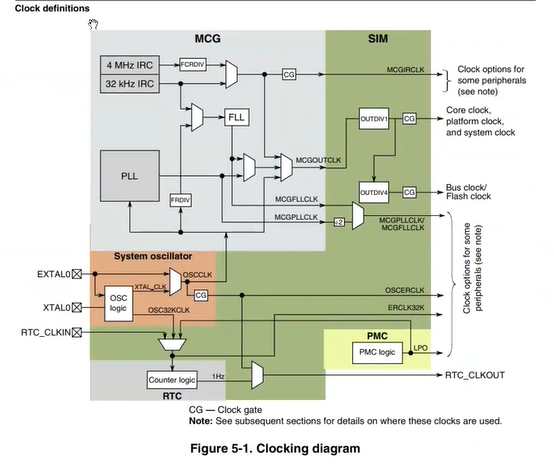 Clock definitions
MCG
SIM
4 MHz IRC
FCRDIV
CG
MCGIRCLK
Clock options for
some peripherals
(see note)
32 kHz IRC
FLL
OUTDIV1
CG
Core clock,
platform clock,
and system clock
MCGOUTCLK
PLL
FRDIV
OUTDIV4
CG
Bus clock/
Flash clock
MCGFLLCLK
MCGPLLCLK
÷2
MCGPLLCLK/
MCGFLLCLK
Clock options for some
peripherals (see note)
System oscillator
EXTAL0
OSCCLK
XTAL_CLK
OSC
logic
CG
OSCERCLK
XTAL0
OSC32KCLK
ERCLK32K
RTC_CLKIN
PMC
PMC logic
LPO
Counter logic
1Hz
RTC_CLKOUT
RTC
CG — Clock gate
Note: See subsequent sections for details on where these clocks are used.
Figure 5-1. Clocking diagram